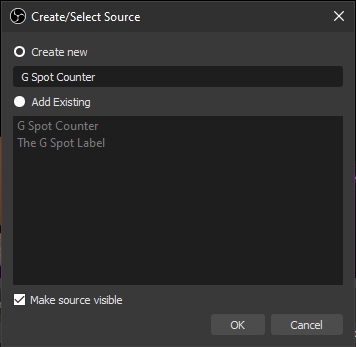 Create/Select Source
Create new
G Spot Counter
Add Existing
G Spot Counter
The G Spot Label
Make source visible
OK
Cancel